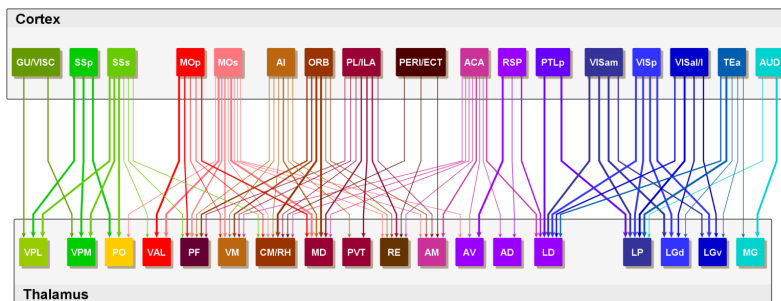 Cortex
GU/VISC SSp SSs MOp MOs AI ORB PL/ILA PERI/ECT ACA RSP PTLp VISam VISp VISal/l TEa AUD
VPL VPM PO VAL PF VM CM/RH MD PVT RE AM AV AD LD LP LGd LGv MG
Thalamus